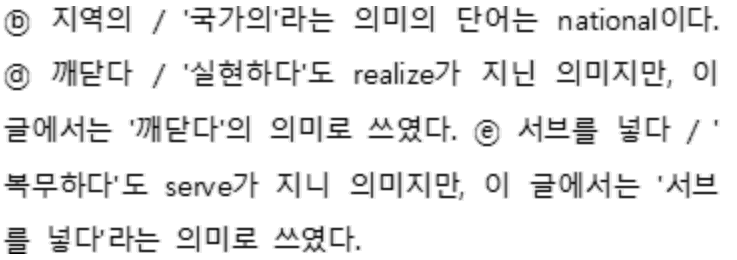 ⓑ 지역의 / '국가의'라는 의미의 단어는 national이다.
ⓓ 깨닫다 / '실현하다'도 realize가 지닌 의미지만, 이
글에서는 '깨닫다'의 의미로 쓰였다. ⓔ 서브를 넣다 / '
복무하다'도 serve가 지니 의미지만, 이 글에서는 '서브
를 넣다'라는 의미로 쓰였다.